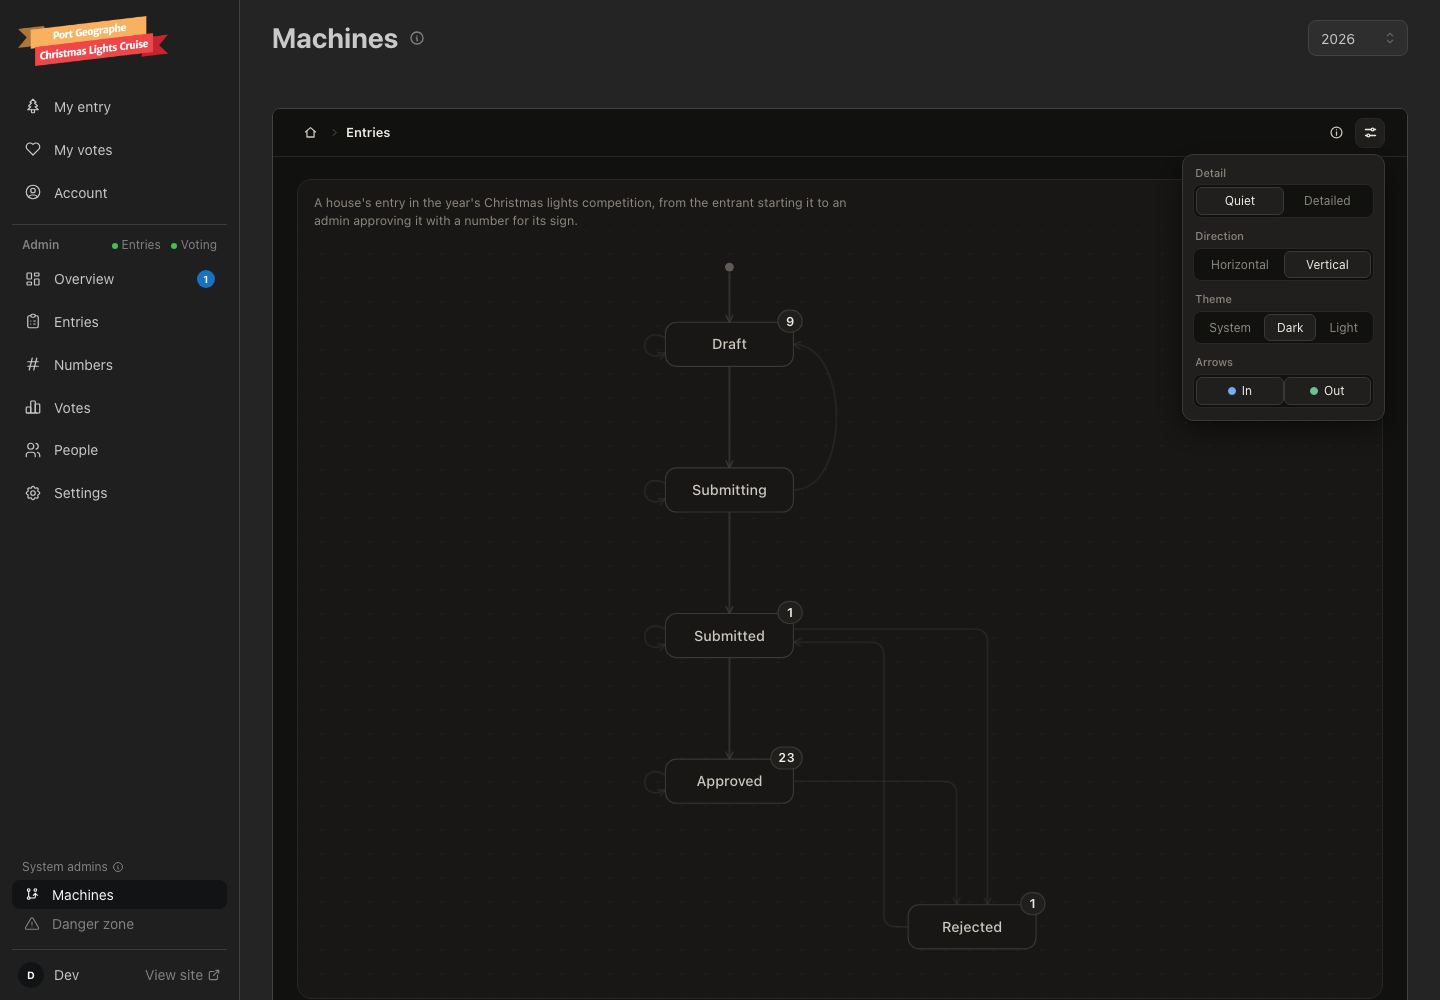 Port Geographe
Christmas Lights Cruise
My entry
My votes
Account
Admin
Entries
Voting
Overview
1
Entries
Numbers
Votes
People
Settings
System admins
Machines
Danger zone
D
Dev
View site
Machines
2026
Entries
Detail
Quiet
Detailed
Direction
Horizontal
Vertical
Theme
System
Dark
Light
Arrows
In
Out
A house's entry in the year's Christmas lights competition, from the entrant starting it to an
admin approving it with a number for its sign.
9
Draft
Submitting
1
Submitted
23
Approved
1
Rejected